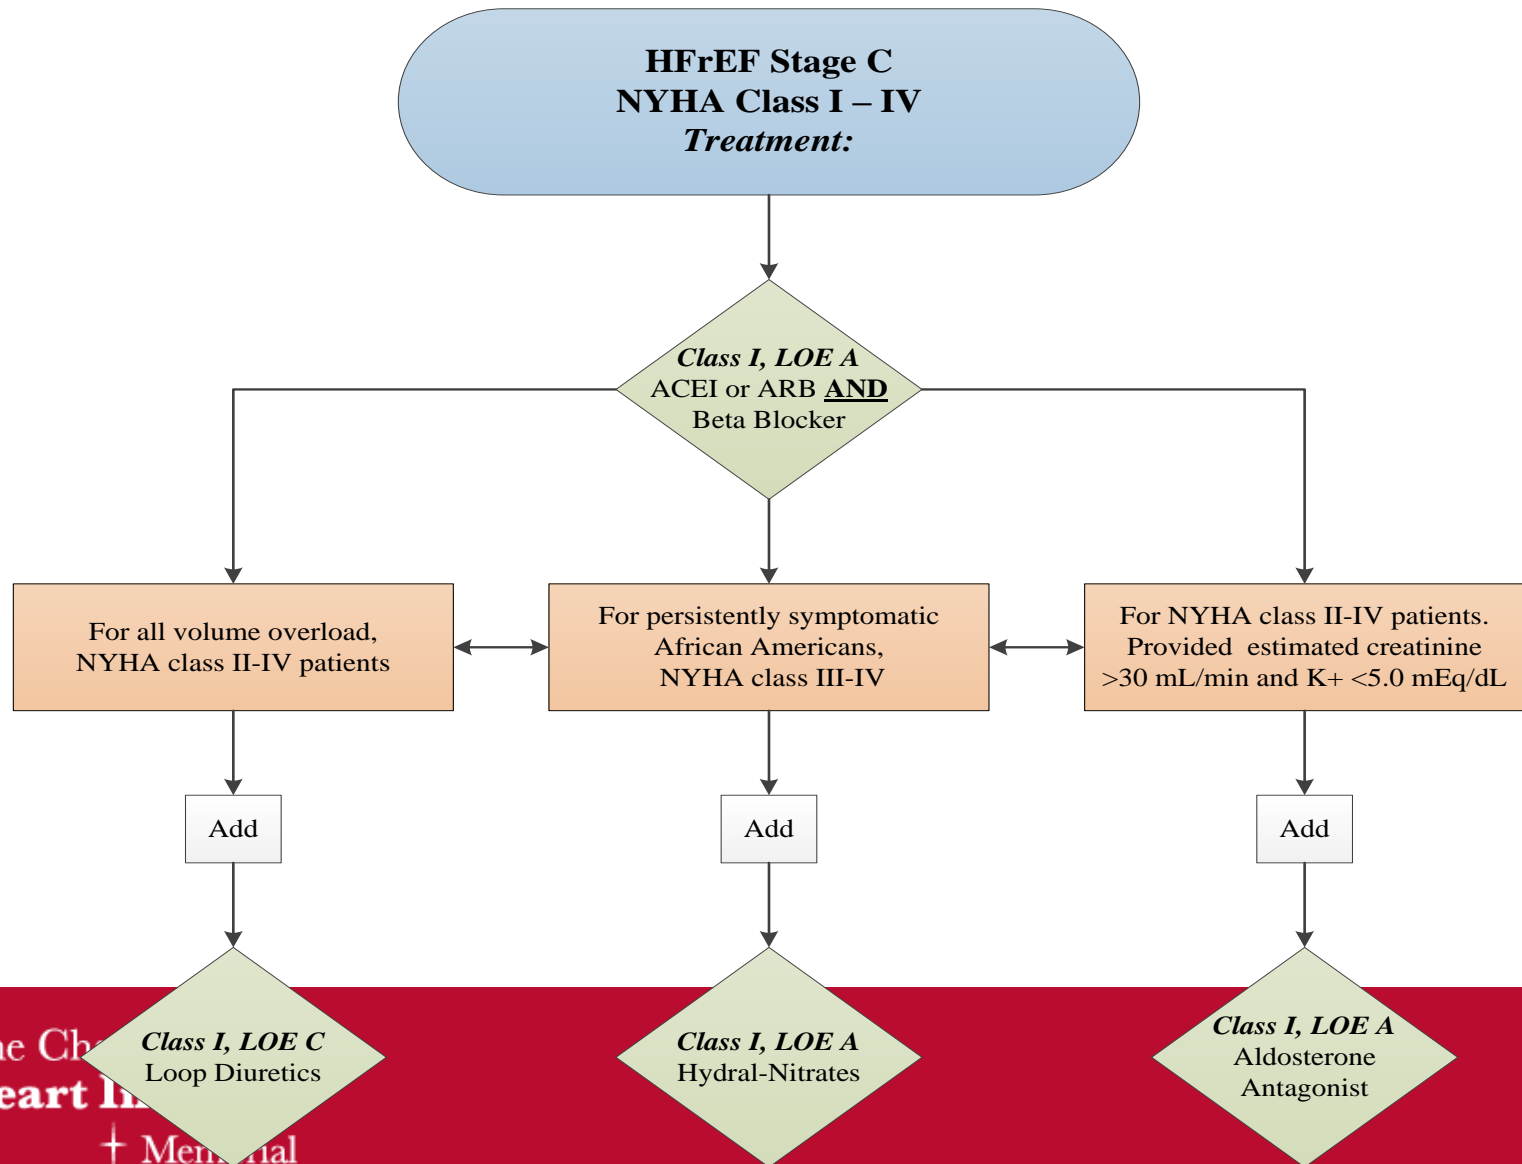 HFrEF Stage C
NYHA Class I – IV
Treatment:
Class I, LOE A
ACEI or ARB AND
Beta Blocker
For all volume overload,
NYHA class II-IV patients
For persistently symptomatic
African Americans,
NYHA class III-IV
For NYHA class II-IV patients.
Provided estimated creatinine
>30 mL/min and K+ <5.0 mEq/dL
Add
Add
Add
Class I, LOE C
Loop Diuretics
Class I, LOE A
Hydral-Nitrates
Class I, LOE A
Aldosterone
Antagonist